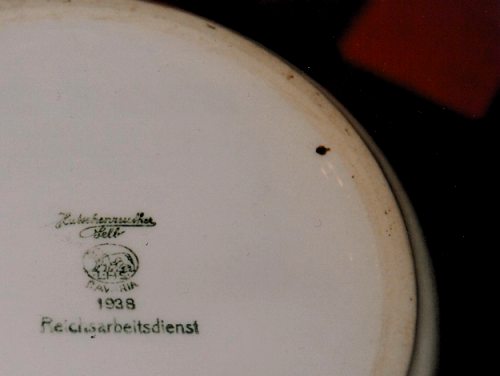 Hutschenreuther
Selb
BAVARIA
1938
Reichsarbeitsdienst